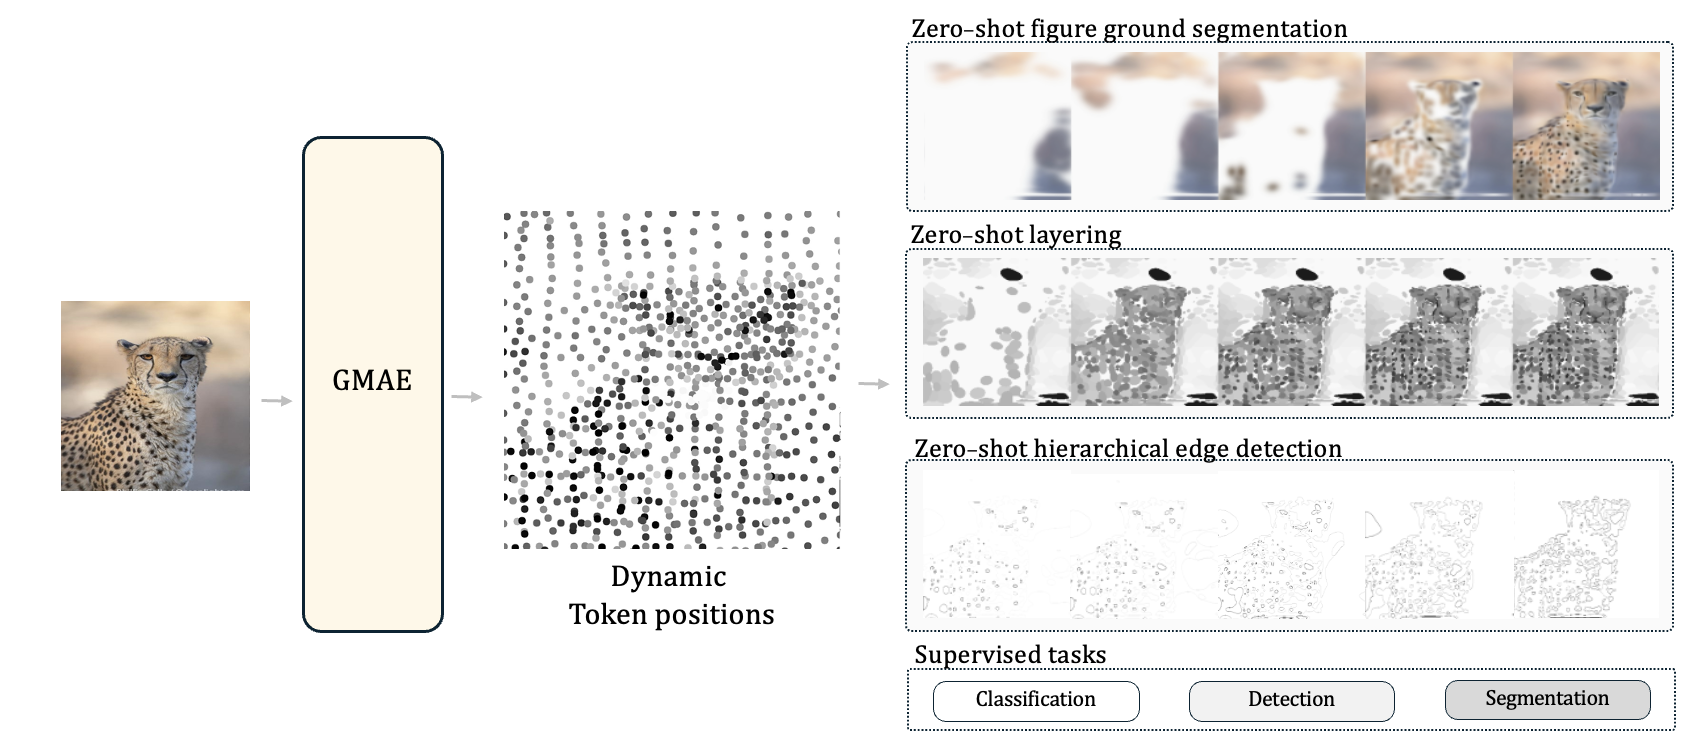 Zero-shot figure ground segmentation
Zero-shot layering
GMAE
Zero-shot hierarchical edge detection
Dynamic
Token positions
Supervised tasks
Classification
Detection
Segmentation